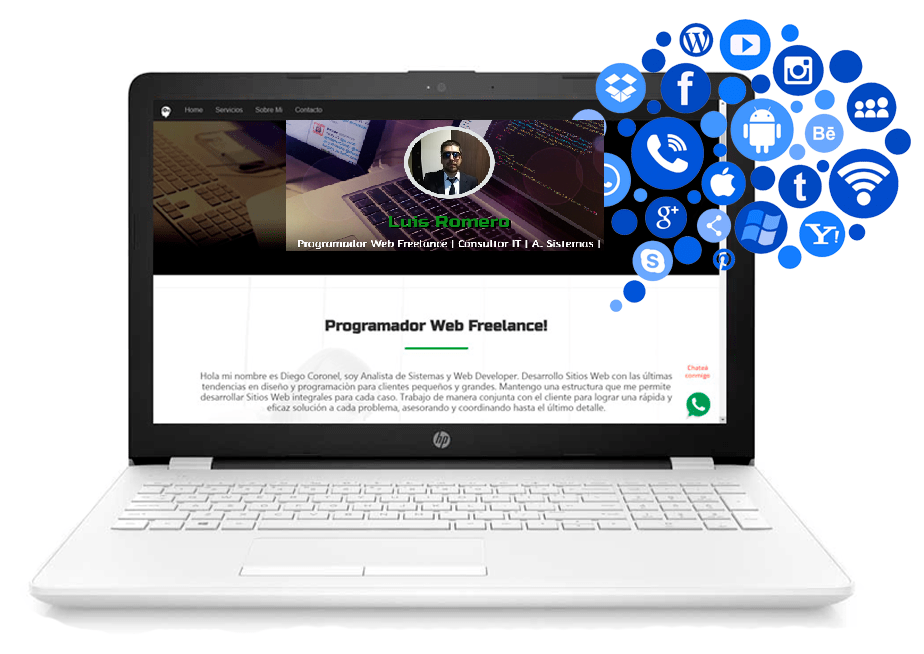 Home Servicios Sobre Mi Contacto
Luis Romero
Programador Web Freelance | Consultor IT | A. Sistemas |
Programador Web Freelance!
Hola mi nombre es Diego Coronel, soy Analista de Sistemas y Web Developer. Desarrollo Sitios Web con las últimas
tendencias en diseño y programaciòn para clientes pequeños y grandes. Mantengo una estructura que me permite
desarrollar Sitios Web integrales para cada caso. Trabajo de manera conjunta con el cliente para lograr una rápida y
eficaz solución a cada problema, asesorando y coordinando hasta el último detalle.
Chatea
conmigo
hp